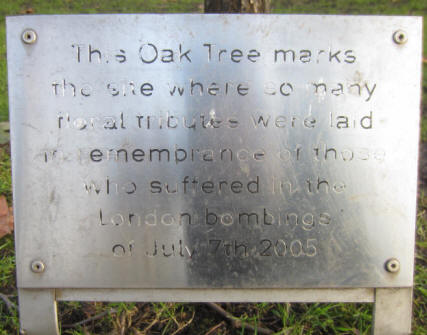 This Oak Tree marks
the site where so many
floral tributes were laid
in remembrance of those
who suffered in the
London bombings
of July 7th 2005